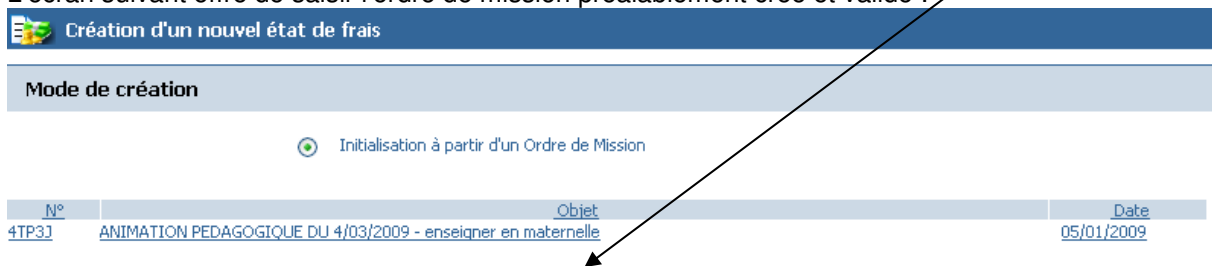 L'écran suivant offre de saisir l'ordre de mission préalablement créé et validé :
Création d'un nouvel état de frais
Mode de création
Initialisation à partir d'un Ordre de Mission
N° Objet Date
4TP3J ANIMATION PEDAGOGIQUE DU 4/03/2009 - enseigner en maternelle 05/01/2009